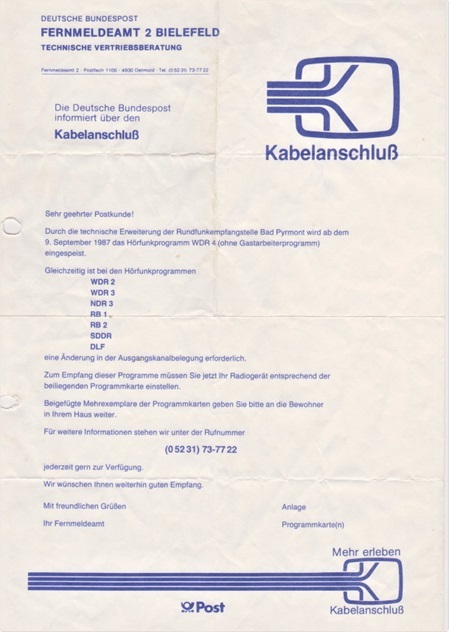 DEUTSCHE BUNDESPOST
FERNMELDEAMT 2 BIELEFELD
TECHNISCHE VERTRIEBSBERATUNG
Fernmeldeamt 2 · Postfach 1100 · 4930 Detmold · Tel. (0 52 31) 73-77 22
Die Deutsche Bundespost
informiert über den
Kabelanschluß
Kabelanschluß
Sehr geehrter Postkunde!
Durch die technische Erweiterung der Rundfunkempfangstelle Bad Pyrmont wird ab dem
9. September 1987 das Hörfunkprogramm WDR 4 (ohne Gastarbeiterprogramm)
eingespeist.
Gleichzeitig ist bei den Hörfunkprogrammen
WDR 2
WDR 3
NDR 3
RB 1
RB 2
SDDR
DLF
eine Änderung in der Ausgangskanalbelegung erforderlich.
Zum Empfang dieser Programme müssen Sie jetzt Ihr Radiogerät entsprechend der
beiliegenden Programmkarte einstellen.
Beigefügte Mehrexemplare der Programmkarten geben Sie bitte an die Bewohner
in Ihrem Haus weiter.
Für weitere Informationen stehen wir unter der Rufnummer
(0 52 31) 73-77 22
jederzeit gern zur Verfügung.
Wir wünschen Ihnen weiterhin guten Empfang.
Mit freundlichen Grüßen
Anlage
Ihr Fernmeldeamt
Programmkarte(n)
Mehr erleben
Kabelanschluß
Post